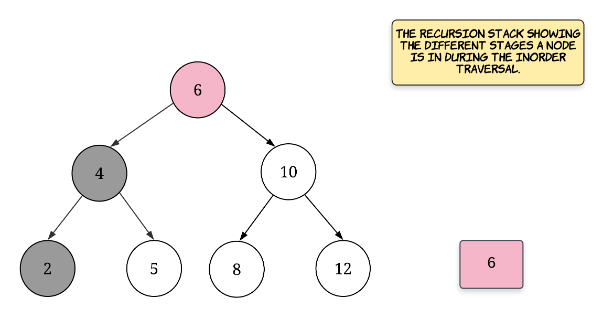 THE RECURSION STACK SHOWING
THE DIFFERENT STAGES A NODE
IS IN DURING THE INORDER
TRAVERSAL.
6
4
10
2
5
8
12
6